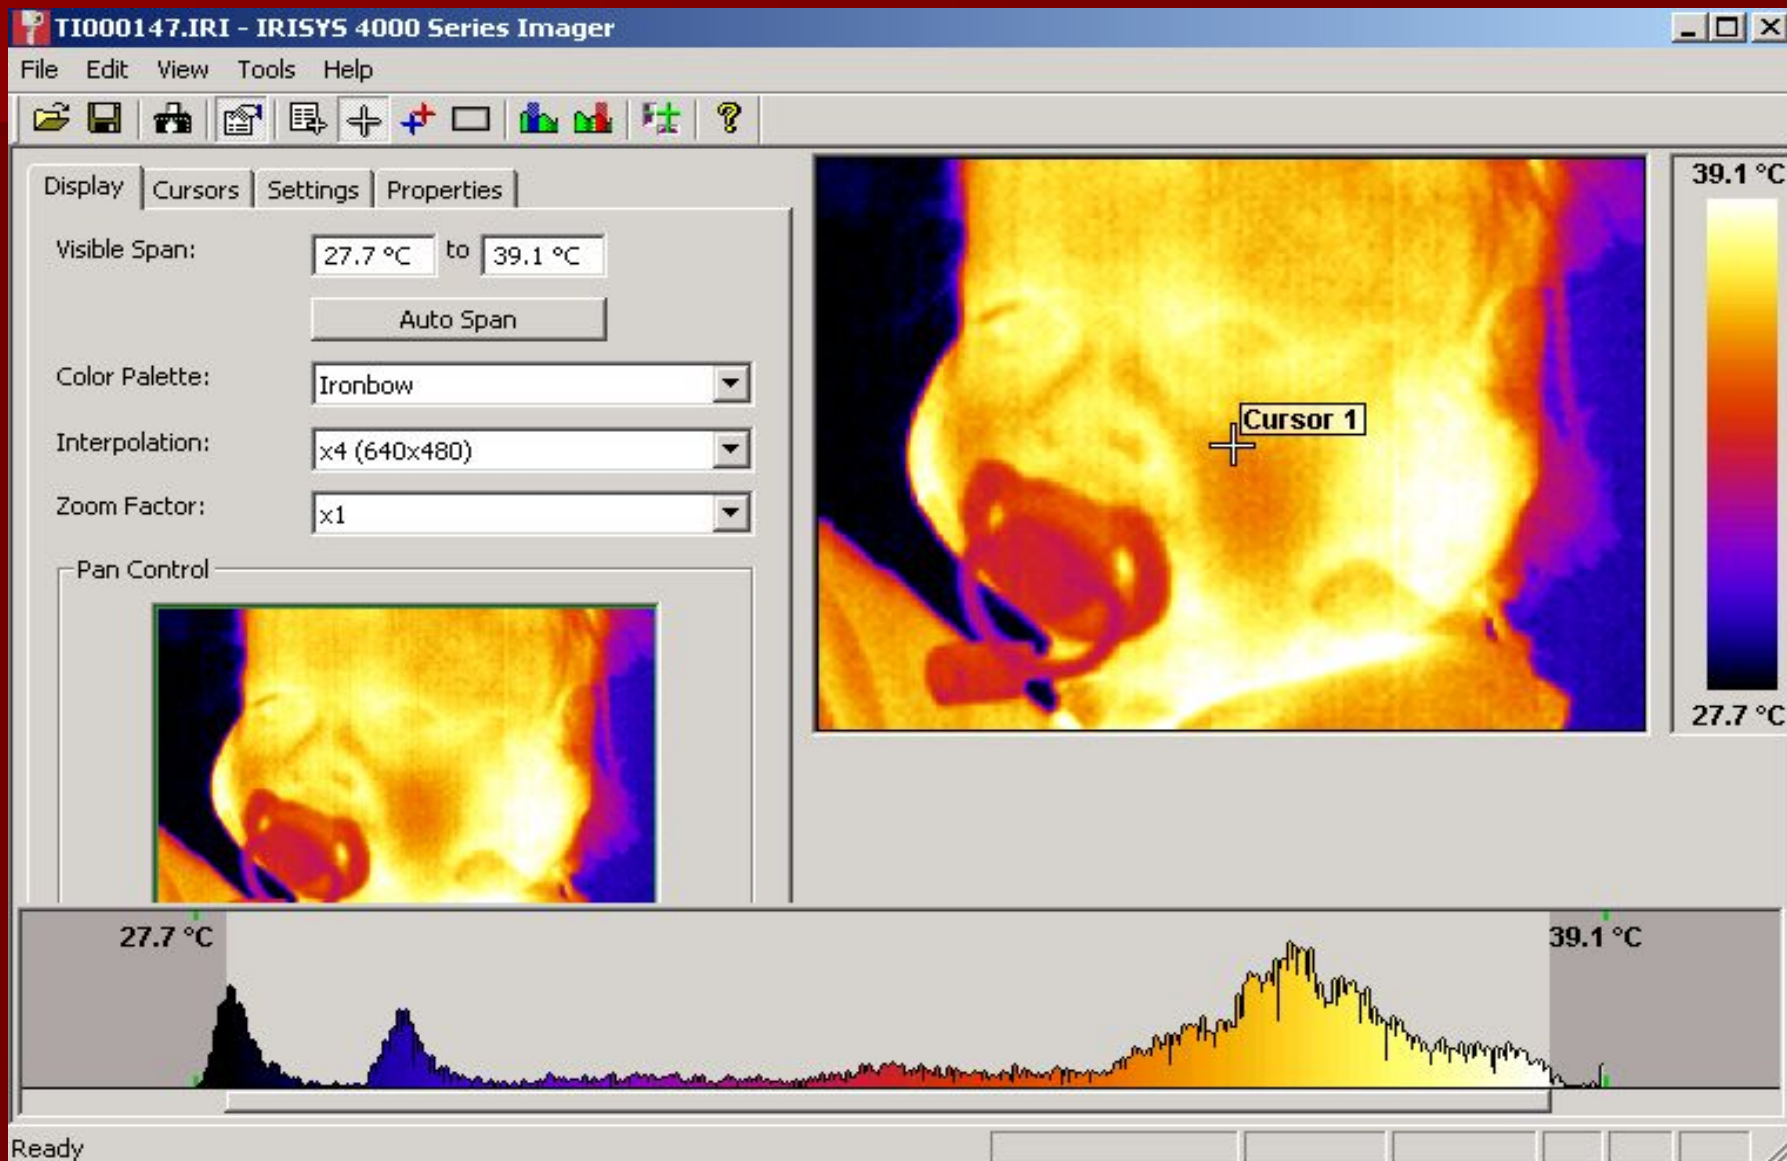 TI000147.IRI - IRISYS 4000 Series Imager
File Edit View Tools Help
Display Cursors Settings Properties
Visible Span: 27.7 °C to 39.1 °C
Auto Span
Color Palette: Ironbow
Interpolation: x4 (640x480)
Zoom Factor: x1
Pan Control
Cursor 1
39.1 °C
27.7 °C
27.7 °C
39.1 °C
Ready